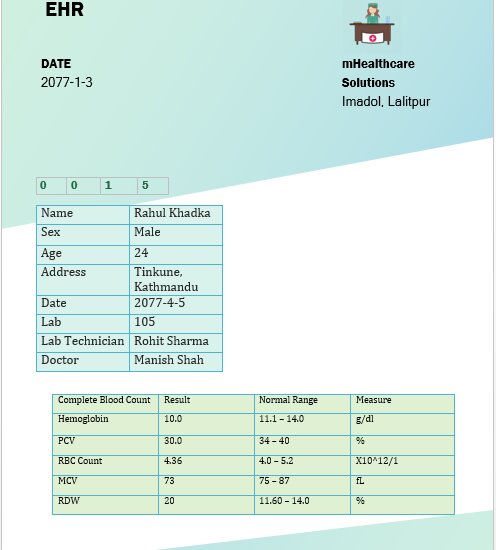 EHR
DATE
2077-1-3
mHealthcare
Solutions
Imadol, Lalitpur
0 0 1 5
Name Rahul Khadka
Sex Male
Age 24
Address Tinkune,
Kathmandu
Date 2077-4-5
Lab 105
Lab Technician Rohit Sharma
Doctor Manish Shah
Complete Blood Count Result Normal Range Measure
Hemoglobin 10.0 11.1 – 14.0 g/dl
PCV 30.0 34 – 40 %
RBC Count 4.36 4.0 – 5.2 X10^12/1
MCV 73 75 – 87 fL
RDW 20 11.60 – 14.0 %